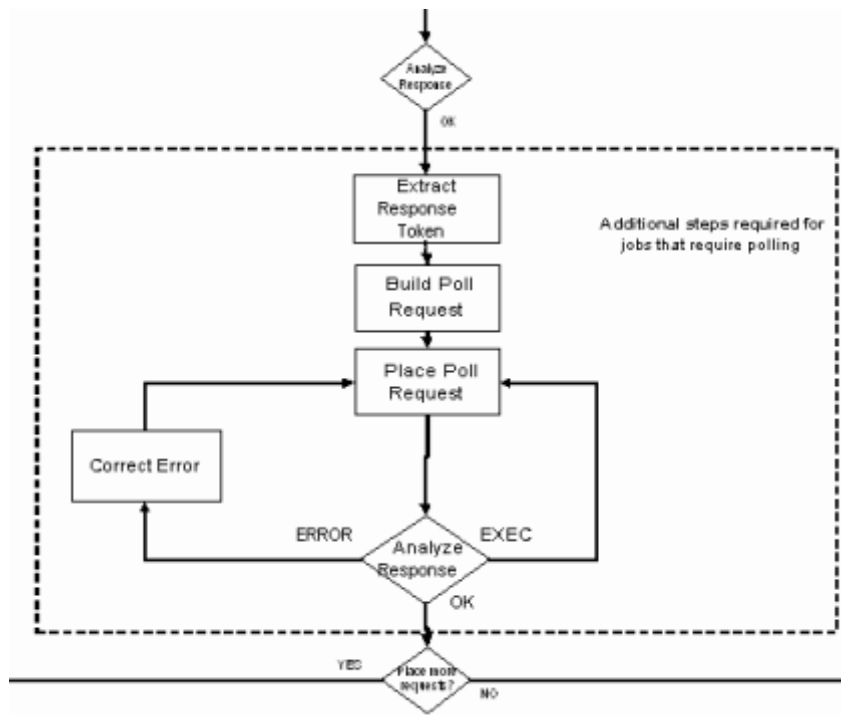 Analyze
Response
OK
Extract
Response
Token
Additional steps required for
jobs that require polling
Build Poll
Request
Place Poll
Request
Correct Error
ERROR
EXEC
Analyze
Response
OK
YES
Place more
requests?
NO